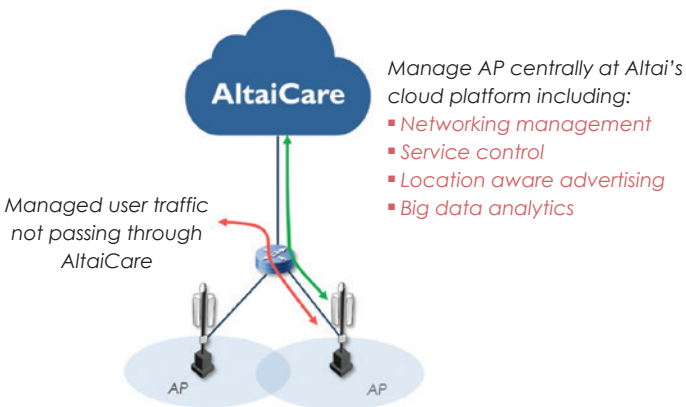 AltaiCare
Manage AP centrally at Altai's
cloud platform including:
▪ Networking management
▪ Service control
▪ Location aware advertising
▪ Big data analytics
Managed user traffic
not passing through
AltaiCare
AP
AP